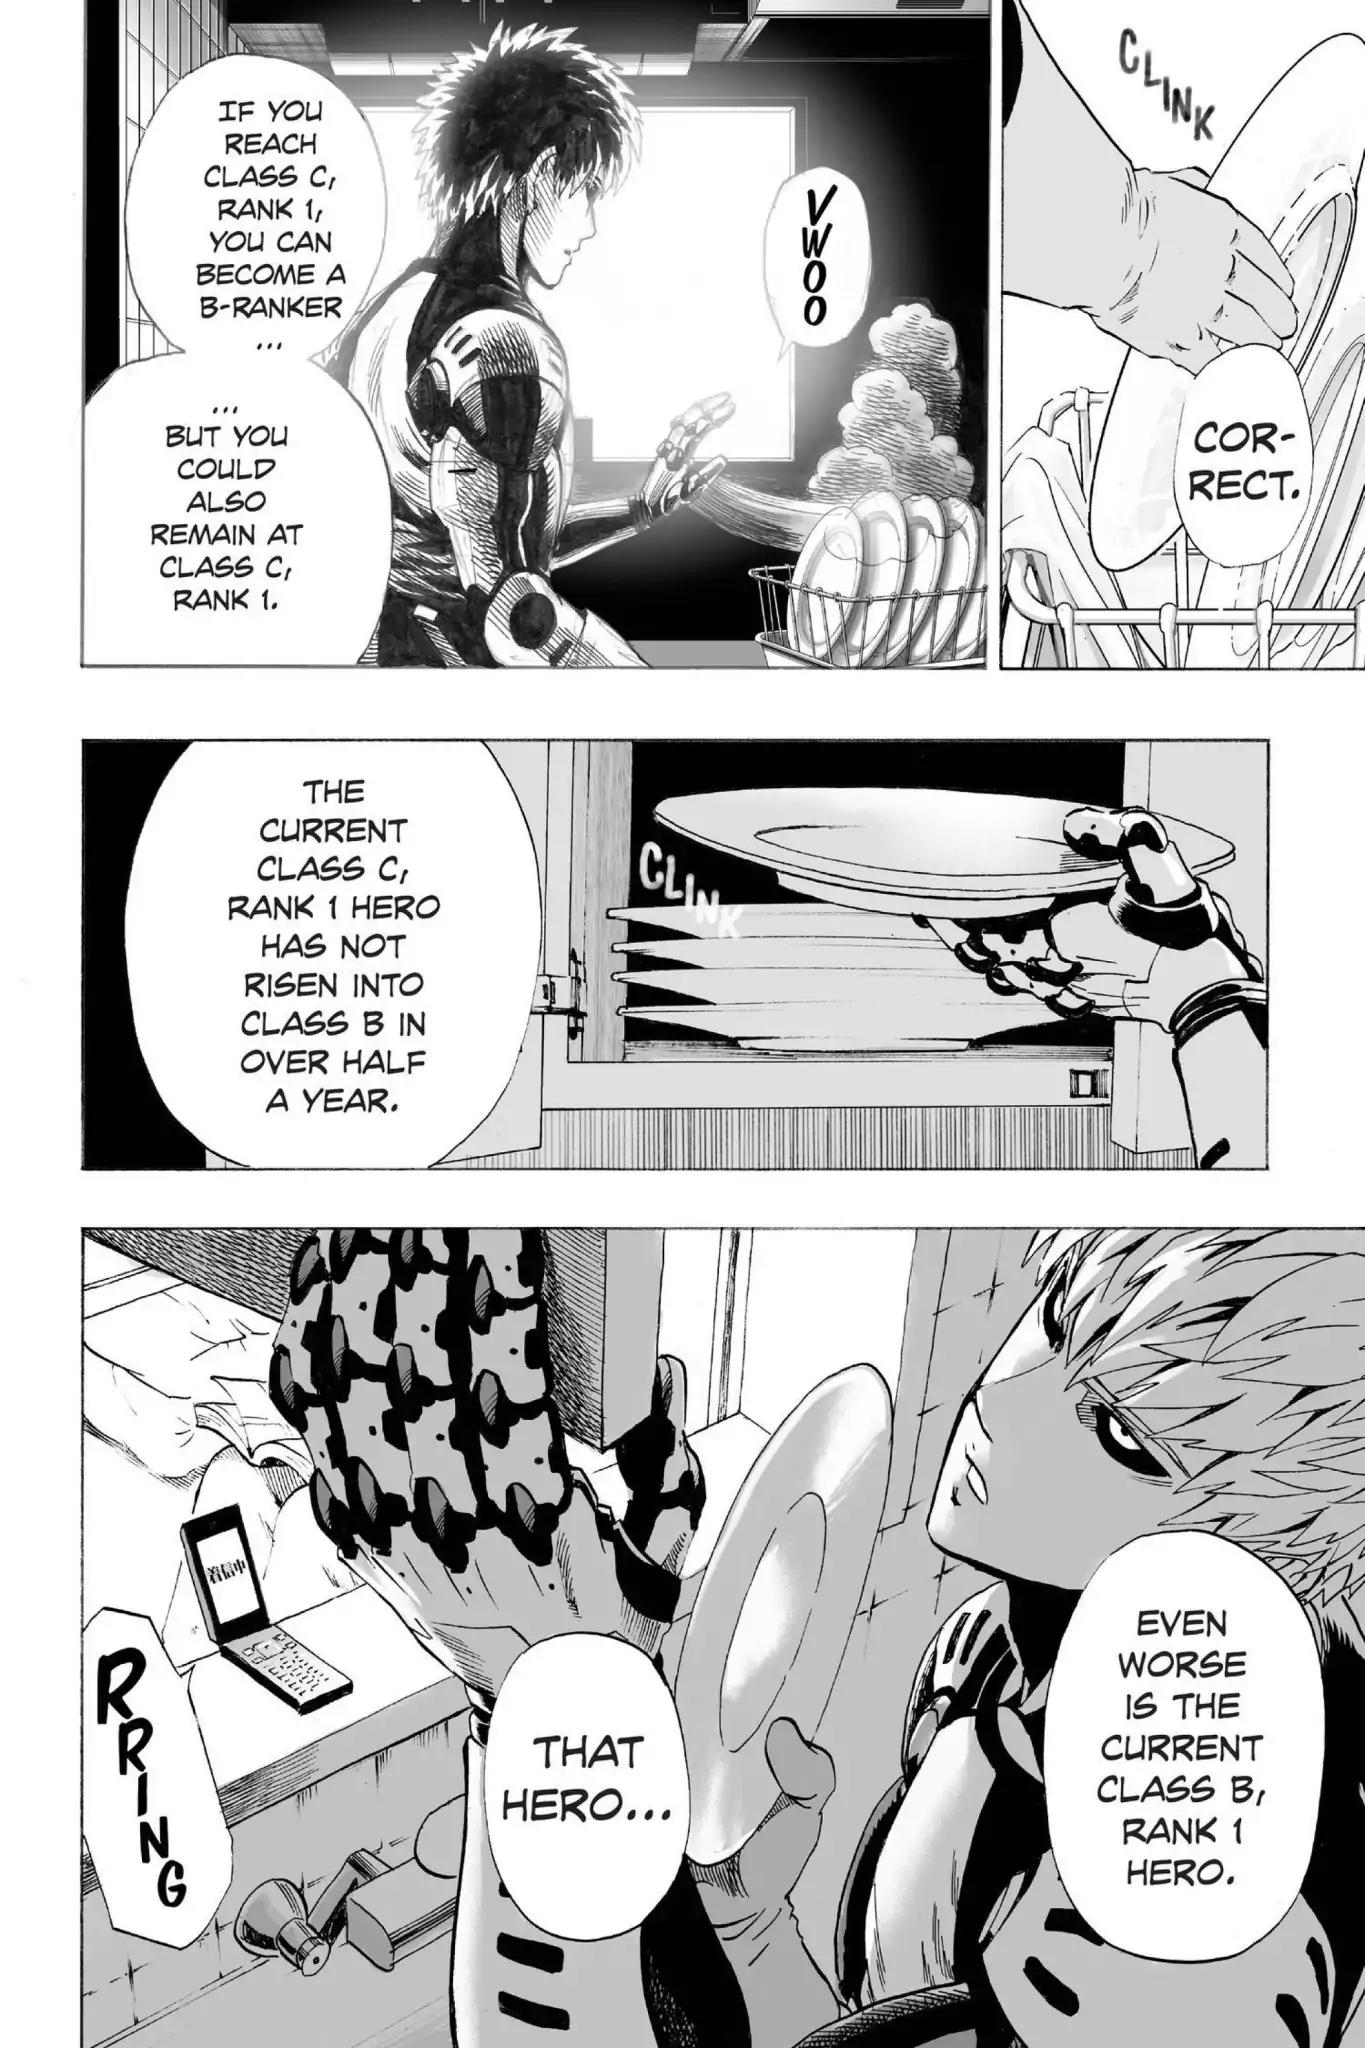 CLINK
COR-
RECT.
VWOO
IF YOU
REACH
CLASS C,
RANK 1,
YOU CAN
BECOME A
B-RANKER
...
...
BUT YOU
COULD
ALSO
REMAIN AT
CLASS C,
RANK 1.
CLINK
THE
CURRENT
CLASS C,
RANK 1 HERO
HAS NOT
RISEN INTO
CLASS B IN
OVER HALF
A YEAR.
EVEN
WORSE
IS THE
CURRENT
CLASS B,
RANK 1
HERO.
THAT
HERO...
着信中
RRRING